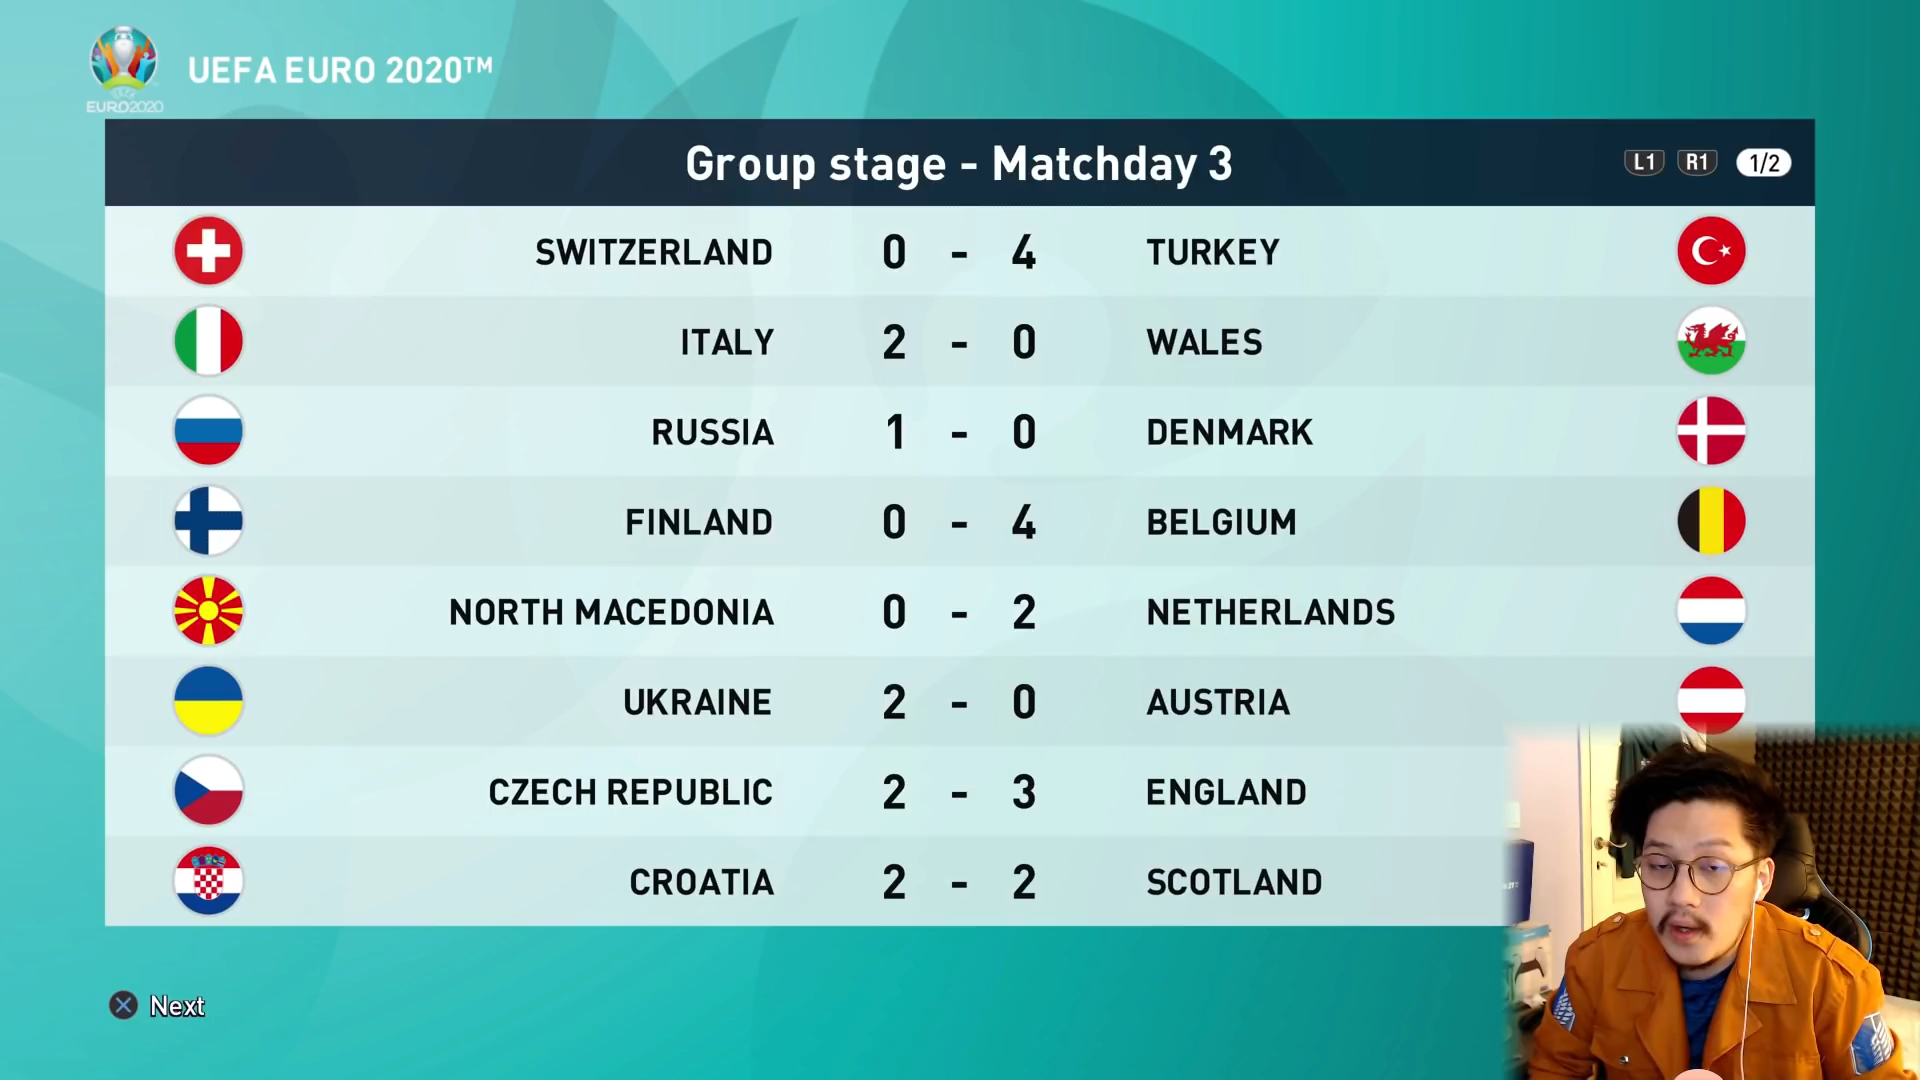 UEFA EURO 2020™
EURO2020
Group stage - Matchday 3
L1 R1 1/2
SWITZERLAND 0 - 4 TURKEY
ITALY 2 - 0 WALES
RUSSIA 1 - 0 DENMARK
FINLAND 0 - 4 BELGIUM
NORTH MACEDONIA 0 - 2 NETHERLANDS
UKRAINE 2 - 0 AUSTRIA
CZECH REPUBLIC 2 - 3 ENGLAND
CROATIA 2 - 2 SCOTLAND
Next